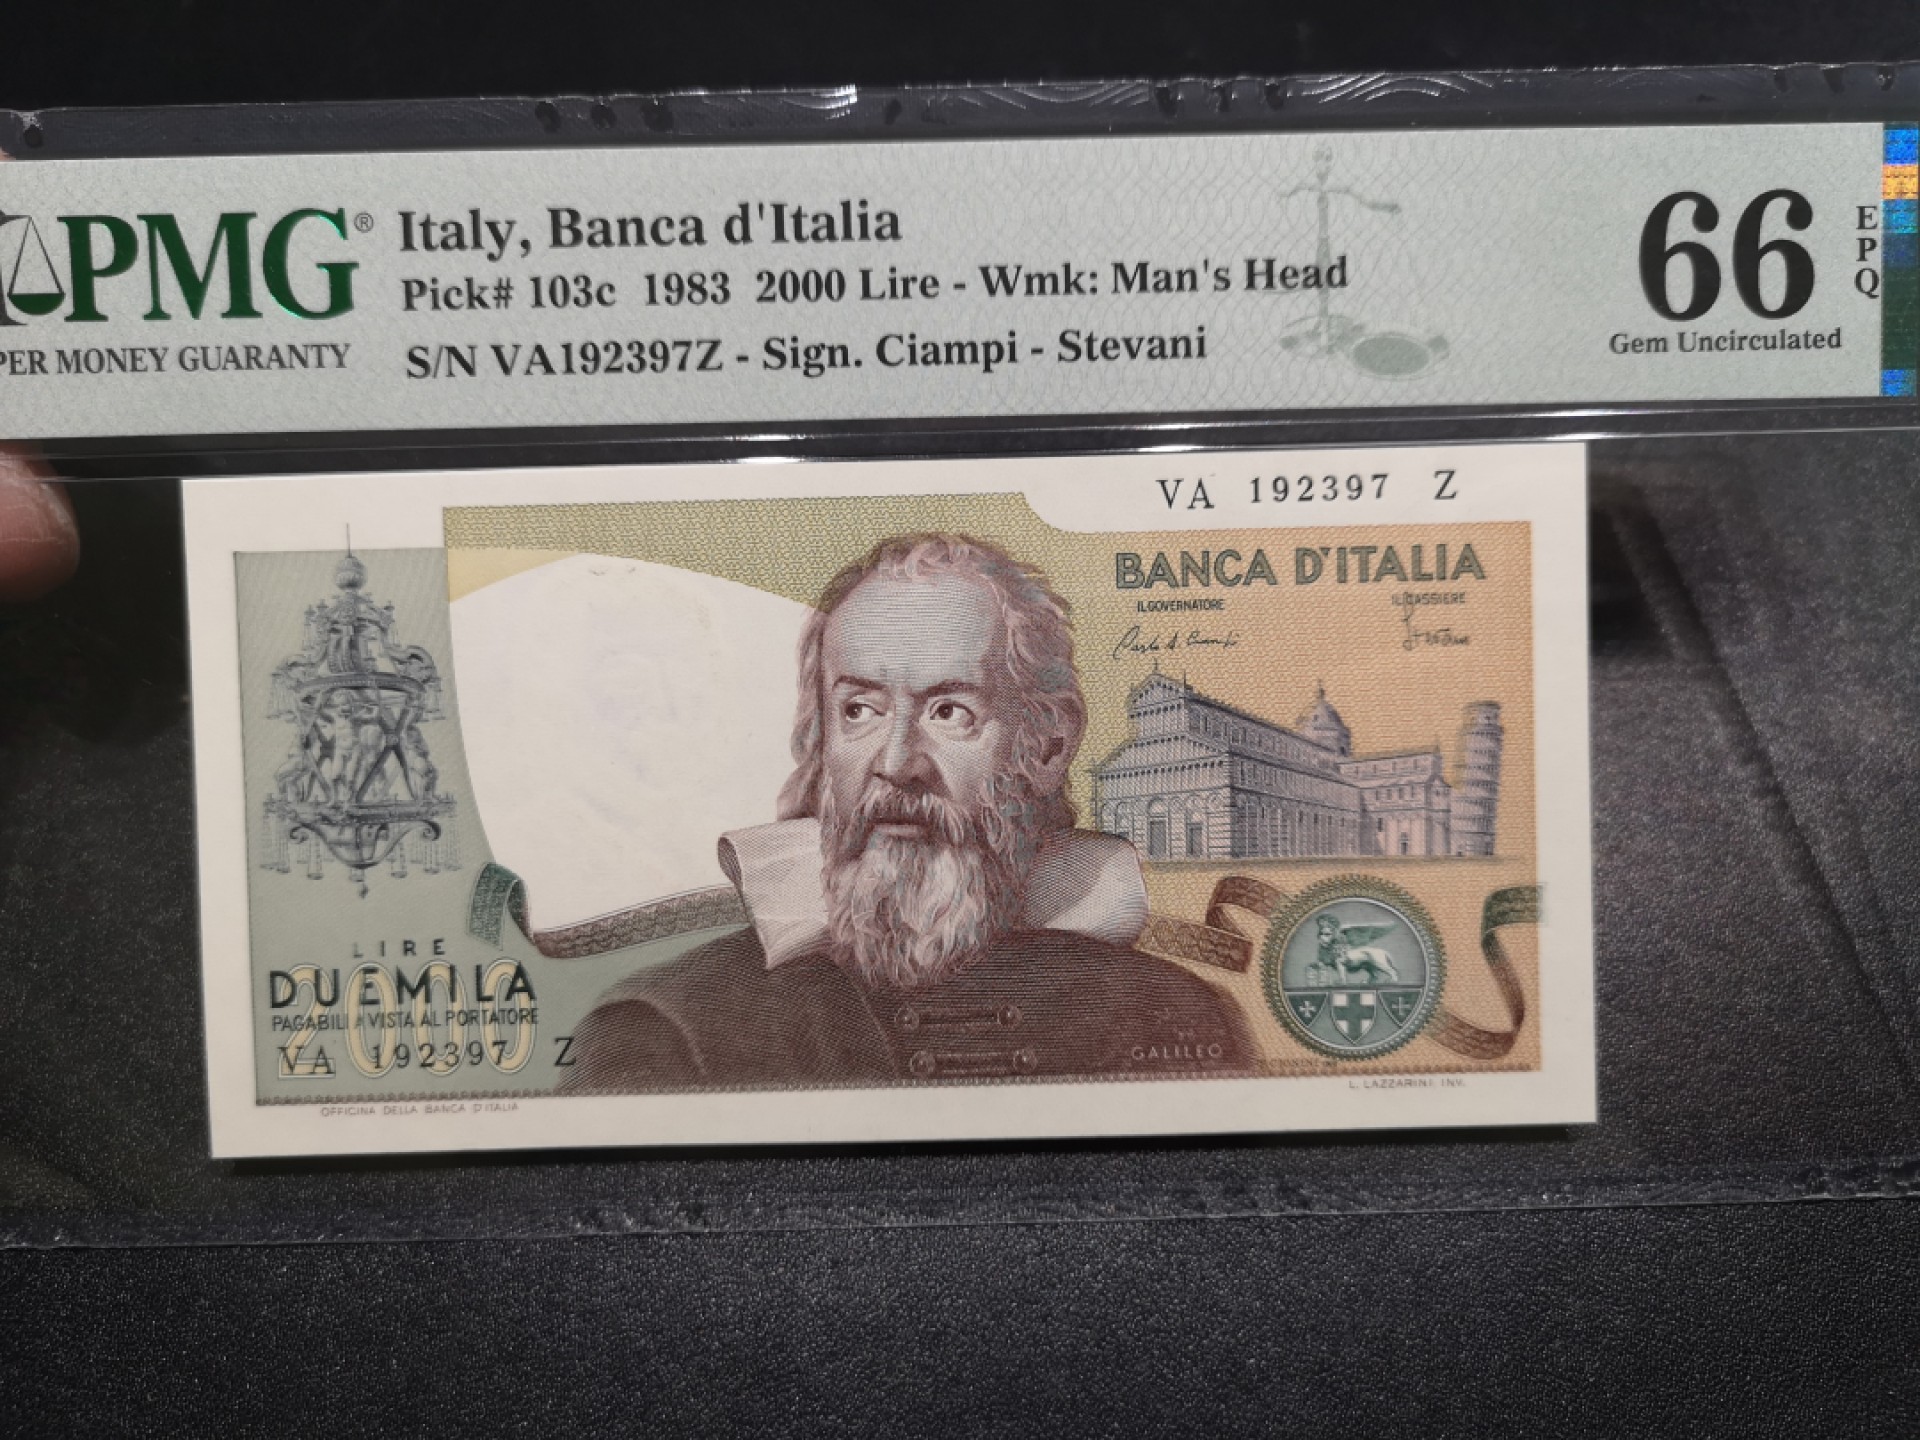 PMG®
PER MONEY GUARANTY
Italy, Banca d'Italia
Pick# 103c 1983 2000 Lire - Wmk: Man's Head
S/N VA192397Z - Sign. Ciampi - Stevani
66
EPQ
Gem Uncirculated
VA 192397 Z
BANCA D'ITALIA
IL GOVERNATORE
IL CASSIERE
LIRE
DUEMILA
2000
PAGABILI A VISTA AL PORTATORE
VA 192397 Z
GALILEO
OFFICINA DELLA BANCA D'ITALIA
L. LAZZARINI INV.